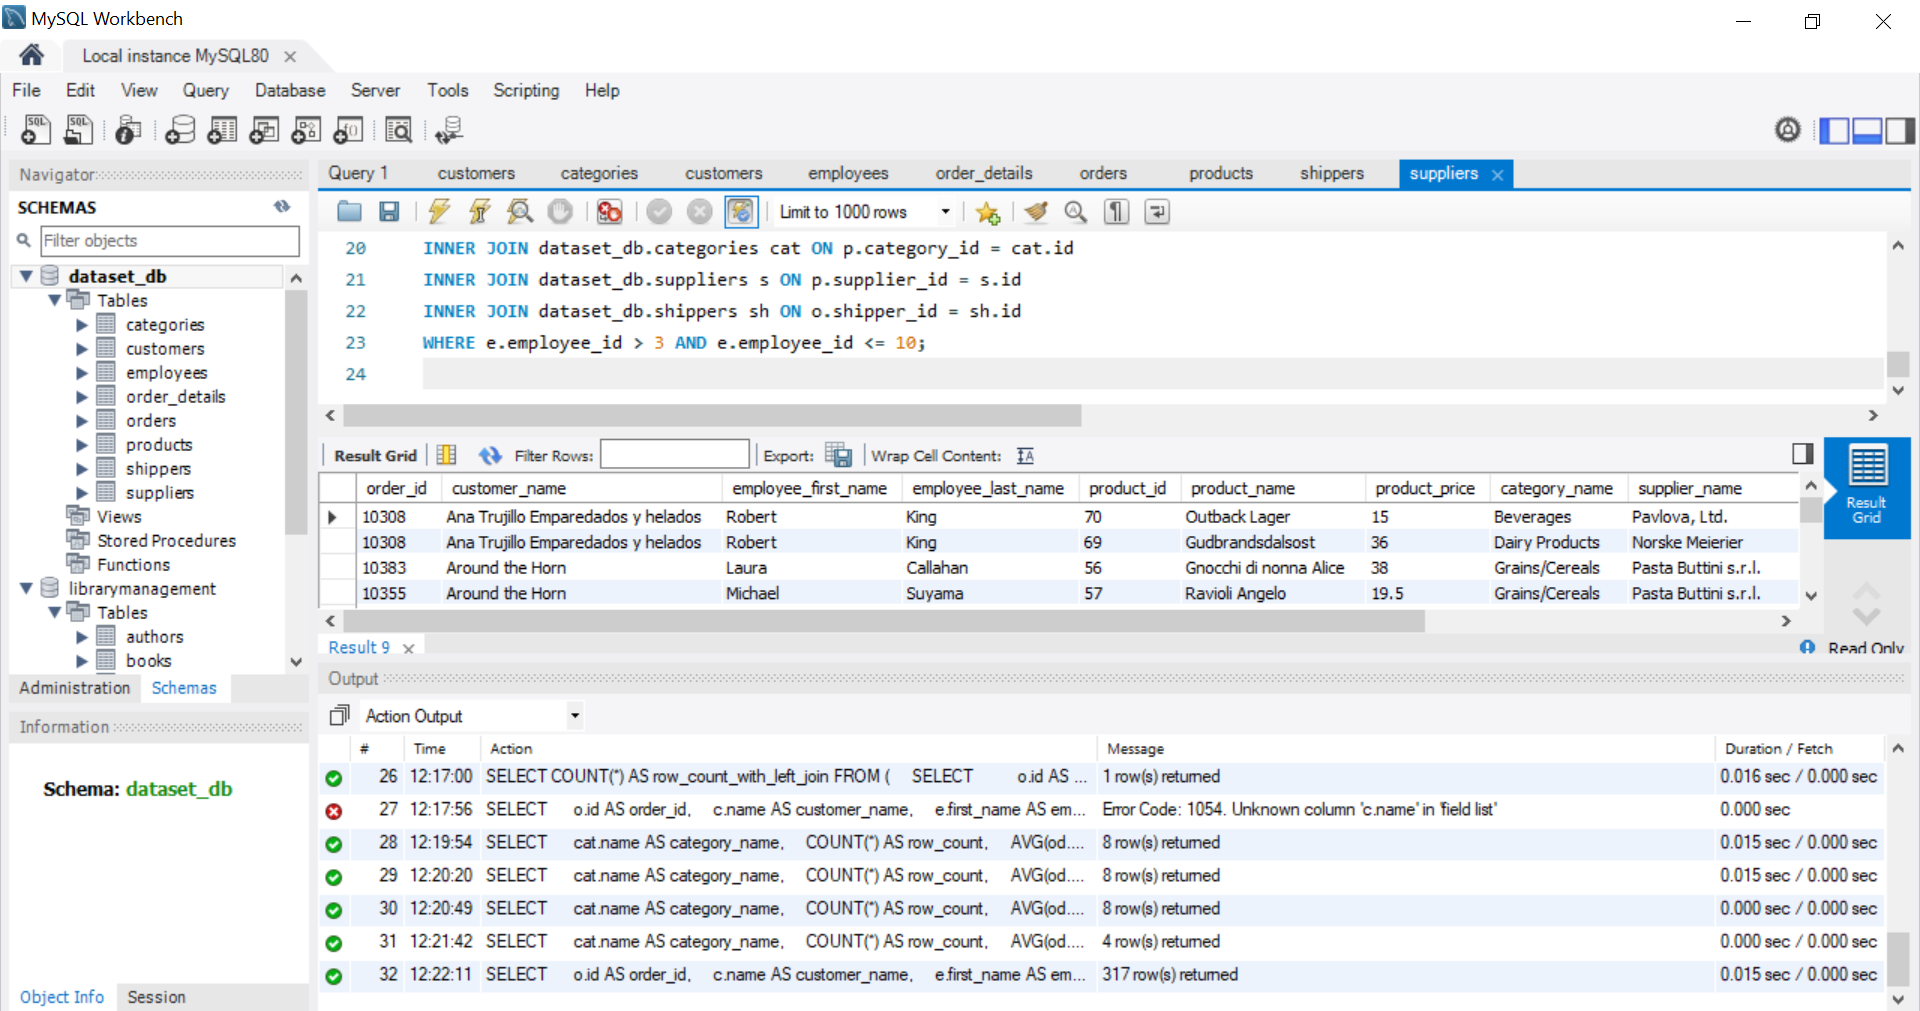 MySQL Workbench
Local instance MySQL80
File Edit View Query Database Server Tools Scripting Help
Navigator
SCHEMAS
Filter objects
dataset_db
Tables
categories
customers
employees
order_details
orders
products
shippers
suppliers
Views
Stored Procedures
Functions
librarymanagement
Tables
authors
books
Administration Schemas
Information
Schema: dataset_db
Object Info Session
Query 1 customers categories customers employees order_details orders products shippers suppliers
Limit to 1000 rows
20 INNER JOIN dataset_db.categories cat ON p.category_id = cat.id
21 INNER JOIN dataset_db.suppliers s ON p.supplier_id = s.id
22 INNER JOIN dataset_db.shippers sh ON o.shipper_id = sh.id
23 WHERE e.employee_id > 3 AND e.employee_id <= 10;
24
Result Grid Filter Rows: Export: Wrap Cell Content:
order_id customer_name employee_first_name employee_last_name product_id product_name product_price category_name supplier_name
10308 Ana Trujillo Emparedados y helados Robert King 70 Outback Lager 15 Beverages Pavlova, Ltd.
10308 Ana Trujillo Emparedados y helados Robert King 69 Gudbrandsdalsost 36 Dairy Products Norske Meierier
10383 Around the Horn Laura Callahan 56 Gnocchi di nonna Alice 38 Grains/Cereals Pasta Buttini s.r.l.
10355 Around the Horn Michael Suyama 57 Ravioli Angelo 19.5 Grains/Cereals Pasta Buttini s.r.l.
Result
Grid
Result 9
Read Only
Output
Action Output
# Time Action Message Duration / Fetch
26 12:17:00 SELECT COUNT(*) AS row_count_with_left_join FROM ( SELECT o.id AS ... 1 row(s) returned 0.016 sec / 0.000 sec
27 12:17:56 SELECT o.id AS order_id, c.name AS customer_name, e.first_name AS em... Error Code: 1054. Unknown column 'c.name' in 'field list' 0.000 sec
28 12:19:54 SELECT cat.name AS category_name, COUNT(*) AS row_count, AVG(od.... 8 row(s) returned 0.015 sec / 0.000 sec
29 12:20:20 SELECT cat.name AS category_name, COUNT(*) AS row_count, AVG(od.... 8 row(s) returned 0.015 sec / 0.000 sec
30 12:20:49 SELECT cat.name AS category_name, COUNT(*) AS row_count, AVG(od.... 8 row(s) returned 0.000 sec / 0.000 sec
31 12:21:42 SELECT cat.name AS category_name, COUNT(*) AS row_count, AVG(od.... 4 row(s) returned 0.000 sec / 0.000 sec
32 12:22:11 SELECT o.id AS order_id, c.name AS customer_name, e.first_name AS em... 317 row(s) returned 0.015 sec / 0.000 sec